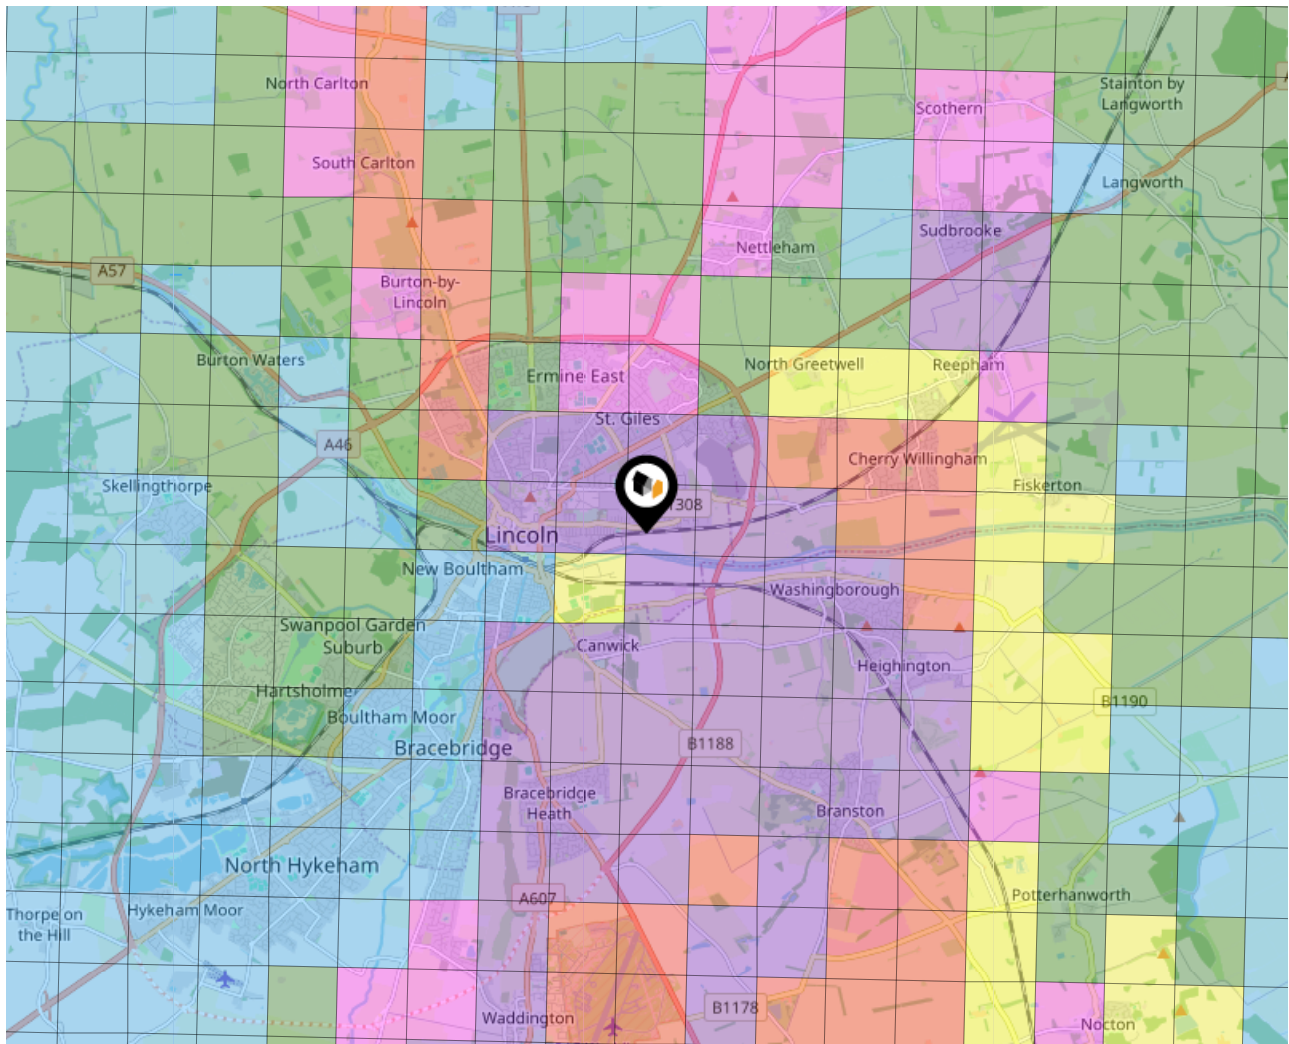 North Carlton
Stainton by
Langworth
Scothern
South Carlton
Langworth
Sudbrooke
Nettleham
A57
Burton-by-
Lincoln
Burton Waters
North Greetwell
Reepham
Ermine East
St. Giles
A46
Cherry Willingham
Skellingthorpe
Fiskerton
1308
Lincoln
New Boultham
Washingborough
Swanpool Garden
Suburb
Canwick
Heighington
Hartsholme
B1190
Boultham Moor
Bracebridge
B1188
Bracebridge
Heath
Branston
North Hykeham
A607
Potterhanworth
Thorpe on
the Hill
Hykeham Moor
B1178
Waddington
Nocton